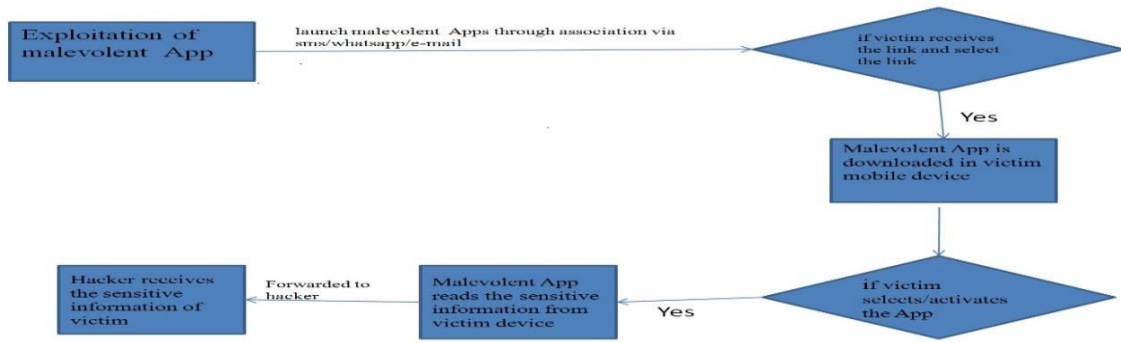 Exploitation of
malevolent App
launch malevolent Apps through association via
sms/whatsapp/e-mail
if victim receives
the link and select
the link
Yes
Malevolent App is
downloaded in victim
mobile device
if victim
selects/activates
the App
Yes
Malevolent App
reads the sensitive
information from
victim device
Forwarded to
hacker
Hacker receives
the sensitive
information of
victim